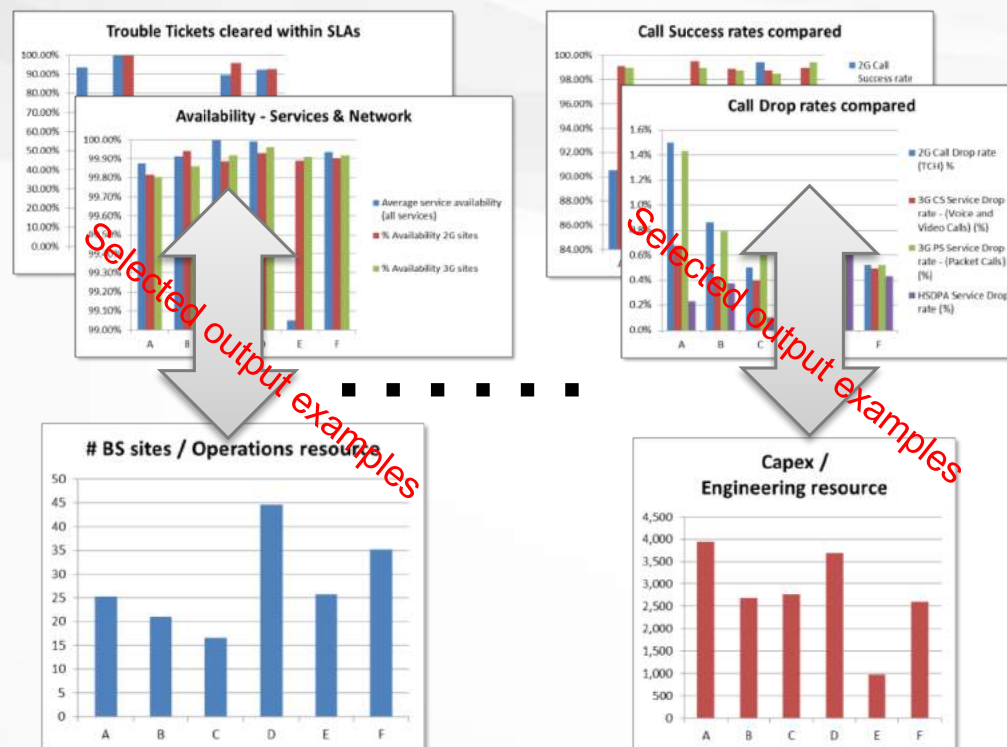 Trouble Tickets cleared within SLAs
100.00%
90.00%
80.00%
70.00%
60.00%
50.00%
40.00%
30.00%
20.00%
10.00%
0.00%
Availability - Services & Network
100.00%
99.90%
99.80%
99.70%
99.60%
99.50%
99.40%
99.30%
99.20%
99.10%
99.00%
A
B
E
F
Average service availability
(all services)
% Availability 2G sites
% Availability 3G sites
Selected output examples
Call Success rates compared
100.00%
98.00%
96.00%
94.00%
92.00%
90.00%
88.00%
86.00%
84.00%
2G Call
Success rate
Call Drop rates compared
1.6%
1.4%
1.2%
1.0%
0.6%
0.4%
0.2%
0.0%
A
B
C
F
2G Call Drop rate
(TCH) %
3G CS Service Drop
rate - (Voice and
Video Calls) (%)
3G PS Service Drop
rate - (Packet Calls)
(%)
HSDPA Service Drop
rate (%)
Selected output examples
# BS sites / Operations resource
50
45
40
35
30
25
20
15
10
5
0
A B C D E F
Capex /
Engineering resource
4,500
4,000
3,500
3,000
2,500
2,000
1,500
1,000
500
0
A B C D E F